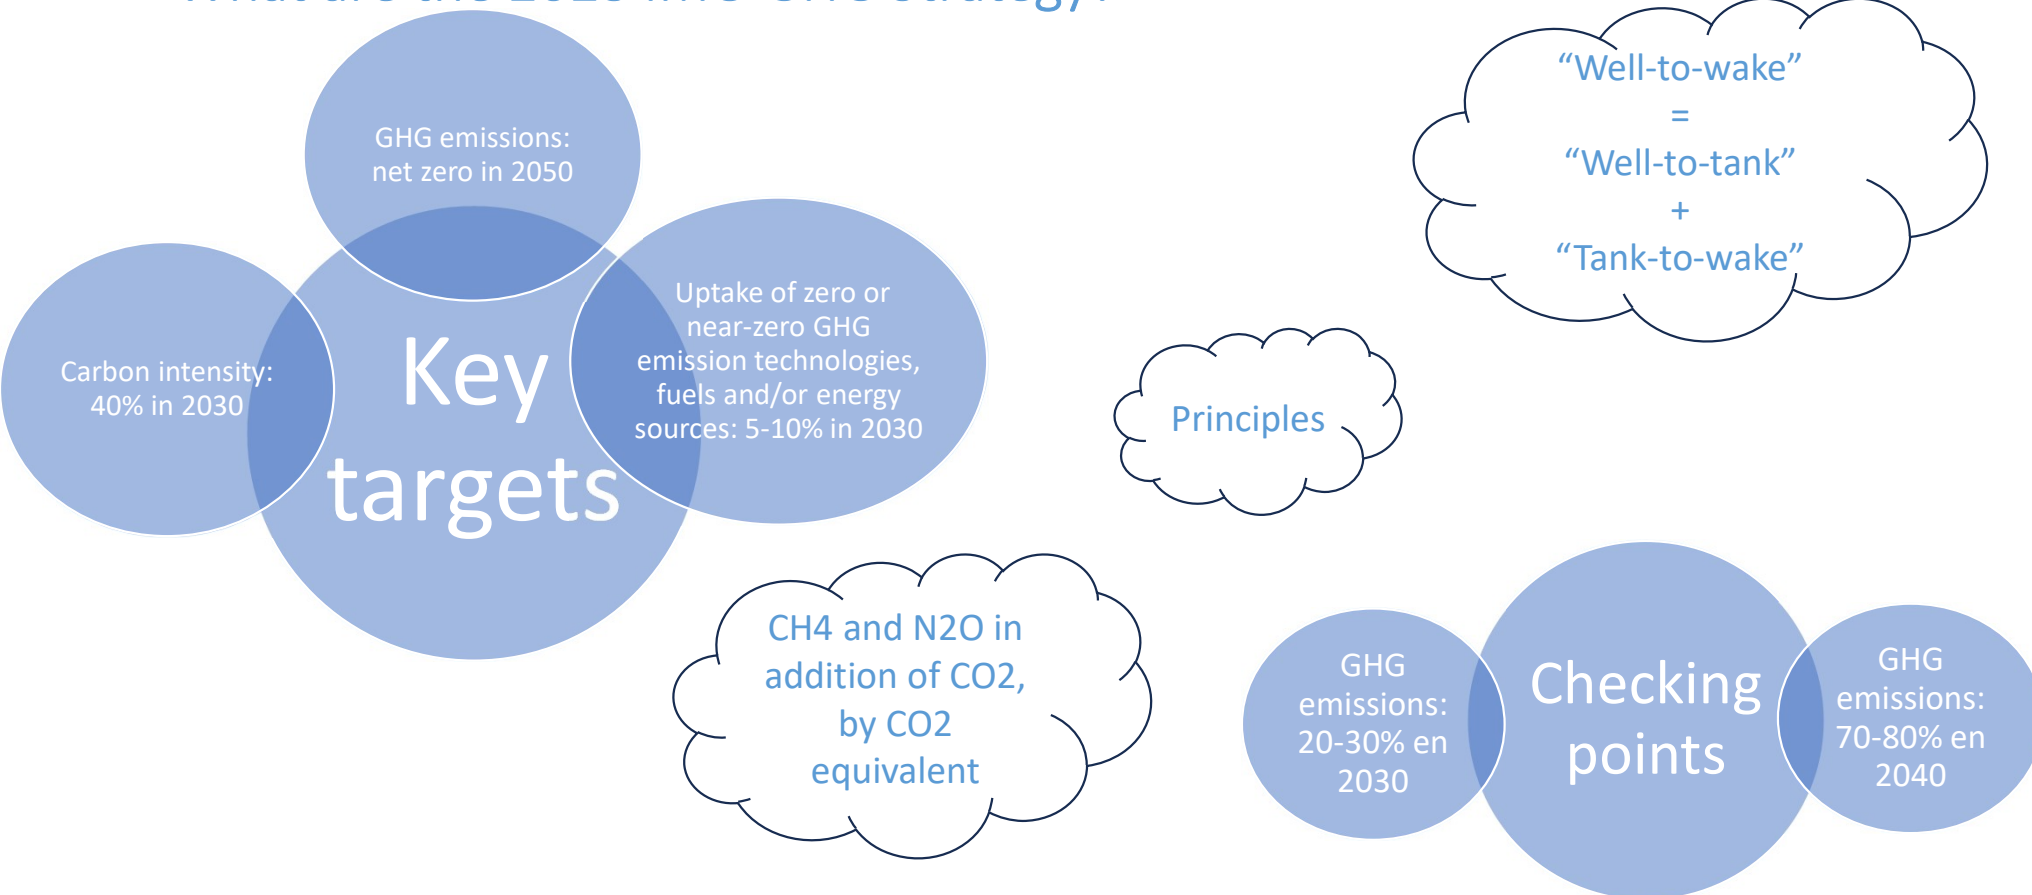 GHG emissions:
net zero in 2050
Carbon intensity:
40% in 2030
Key
targets
Uptake of zero or
near-zero GHG
emission technologies,
fuels and/or energy
sources: 5-10% in 2030
“Well-to-wake”
=
“Well-to-tank”
+
“Tank-to-wake”
Principles
CH4 and N2O in
addition of CO2,
by CO2
equivalent
GHG
emissions:
20-30% en
2030
Checking
points
GHG
emissions:
70-80% en
2040